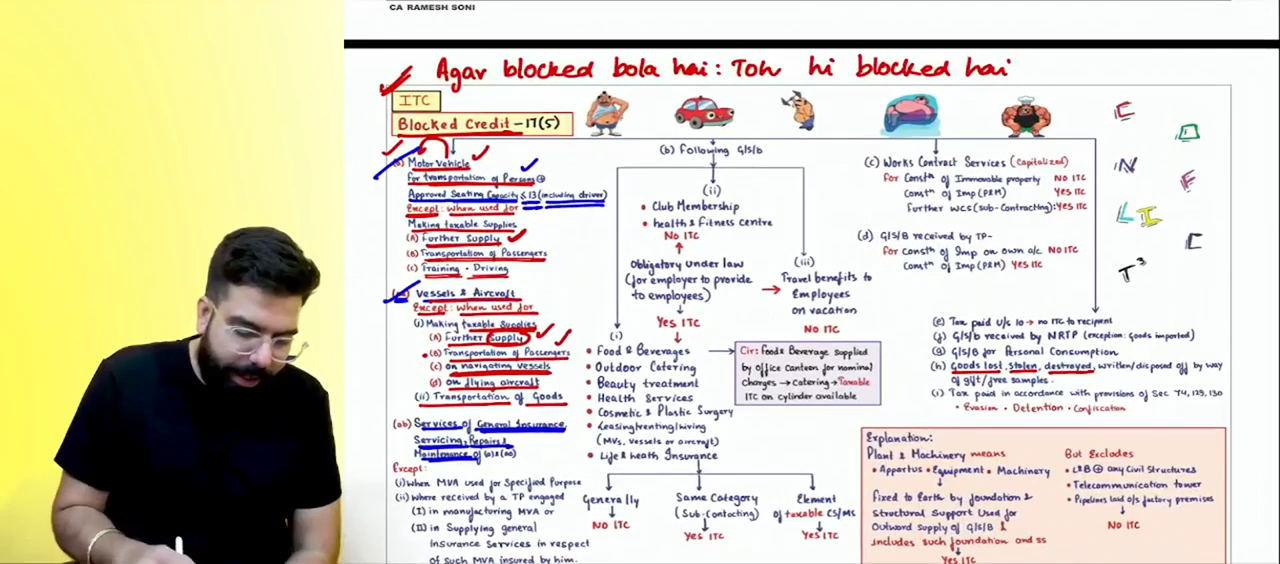 CA RAMESH SONI
Agar blocked bola hai: Toh hi blocked hai
ITC
Blocked Credit - 17(5)
(a) Motor Vehicle
for transportation of Persons ⊕
Approved Seating Capacity ≤ 13 (including driver)
Except: when used for
Making taxable Supplies
(A) Further Supply
(B) Transportation of Passengers
(C) Training - Driving
(aa) Vessels & Aircraft
Except: when used for
(i) Making taxable Supplies
(A) Further Supply
(B) Transportation of Passengers
(c) on navigating vessels
(d) on flying aircraft
(ii) Transportation of Goods
(ab) Services of General Insurance
Servicing, Repairs &
Maintenance of (a) & (aa)
Except:
(i) When MVA used for Specified Purpose
(ii) where received by a TP engaged
(I) in manufacturing MVA or
(II) in Supplying general
insurance Services in respect
of such MVA insured by him.
(b) Following G/S/b
(ii)
• Club Membership
• health & Fitness centre
No ITC
Obligatory under law
(for employer to provide
to employees)
Yes ITC
(iii)
Travel benefits to
Employees
on vacation
No ITC
(i)
• Food & Beverages
• Outdoor Catering
• Beauty treatment
• Health Services
• Cosmetic & Plastic Surgery
• Leasing/renting/hiring
(MVs, vessels or aircraft)
• Life & Health Insurance
Cir: Food & Beverage supplied
by office Canteen for nominal
Charges → Catering → Taxable
ITC on cylinder available
Generally
No ITC
Same Category
(Sub-Contacting)
Yes ITC
Element
of taxable CS/MS
Yes ITC
(c) Works Contract Services (Capitalized)
for Constn of Immovable property No ITC
Constn of Imp (P&M) Yes ITC
Further WCS (Sub-Contracting): Yes ITC
(d) G/S/B received by TP-
for Constn of Imp on own a/c No ITC
Constn of Imp (P&M) Yes ITC
(e) Tax paid u/s 10 → no ITC to recipient
(f) G/S/b received by NRTP (exception: Goods imported)
(g) G/S/B for Personal Consumption
(h) Goods lost, Stolen, destroyed, written/disposed off by way
of gift/free samples.
(i) Tax paid in accordance with provisions of Sec 74, 129, 130
• Evasion • Detention • Confiscation
C
O
N
F
L I
C
T³
Explanation:
Plant & Machinery means
• Appartus • Equipment • Machinery
Fixed to Earth by foundation &
Structural Support Used for
Outward supply of G/S/B &
includes such foundation and ss
Yes ITC
But Excludes
• L&B ⊕ any Civil Structures
• Telecommunication tower
• Pipelines laid o/s factory premises
No ITC